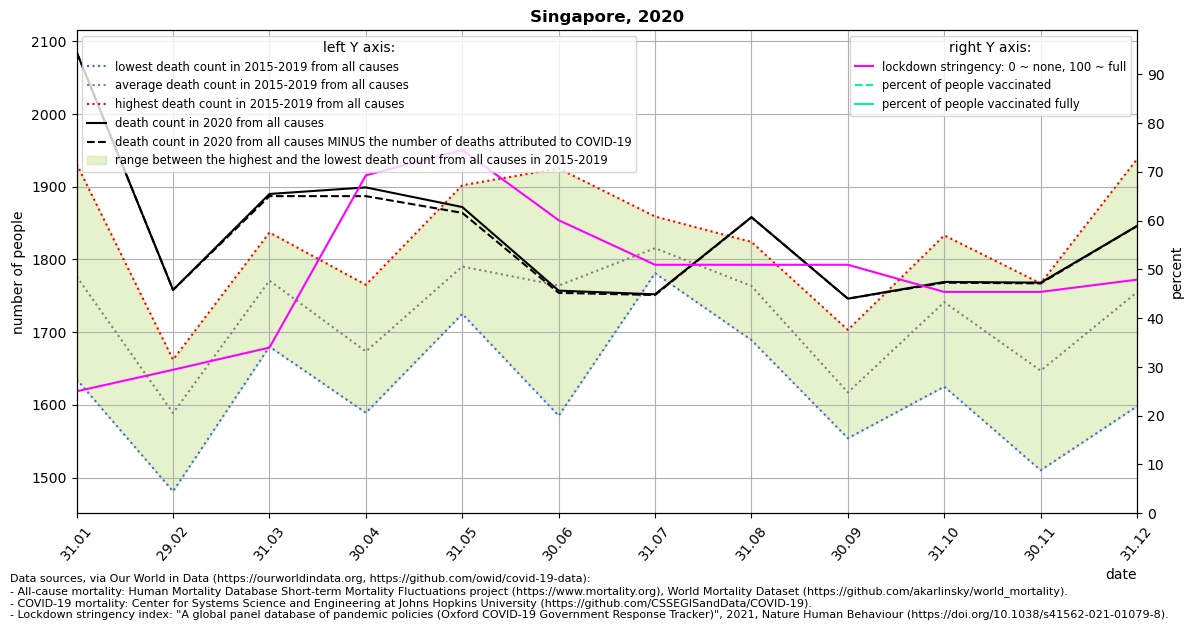 Singapore, 2020
left Y axis:
lowest death count in 2015-2019 from all causes
average death count in 2015-2019 from all causes
highest death count in 2015-2019 from all causes
death count in 2020 from all causes
death count in 2020 from all causes MINUS the number of deaths attributed to COVID-19
range between the highest and the lowest death count from all causes in 2015-2019
right Y axis:
lockdown stringency: 0 ~ none, 100 ~ full
percent of people vaccinated
percent of people vaccinated fully
number of people
2100
2000
1900
1800
1700
1600
1500
percent
90
80
70
60
50
40
30
20
10
0
31.01
29.02
31.03
30.04
31.05
30.06
31.07
31.08
30.09
31.10
30.11
31.12
date
Data sources, via Our World in Data (https://ourworldindata.org, https://github.com/owid/covid-19-data):
- All-cause mortality: Human Mortality Database Short-term Mortality Fluctuations project (https://www.mortality.org), World Mortality Dataset (https://github.com/akarlinsky/world_mortality).
- COVID-19 mortality: Center for Systems Science and Engineering at Johns Hopkins University (https://github.com/CSSEGISandData/COVID-19).
- Lockdown stringency index: "A global panel database of pandemic policies (Oxford COVID-19 Government Response Tracker)", 2021, Nature Human Behaviour (https://doi.org/10.1038/s41562-021-01079-8).